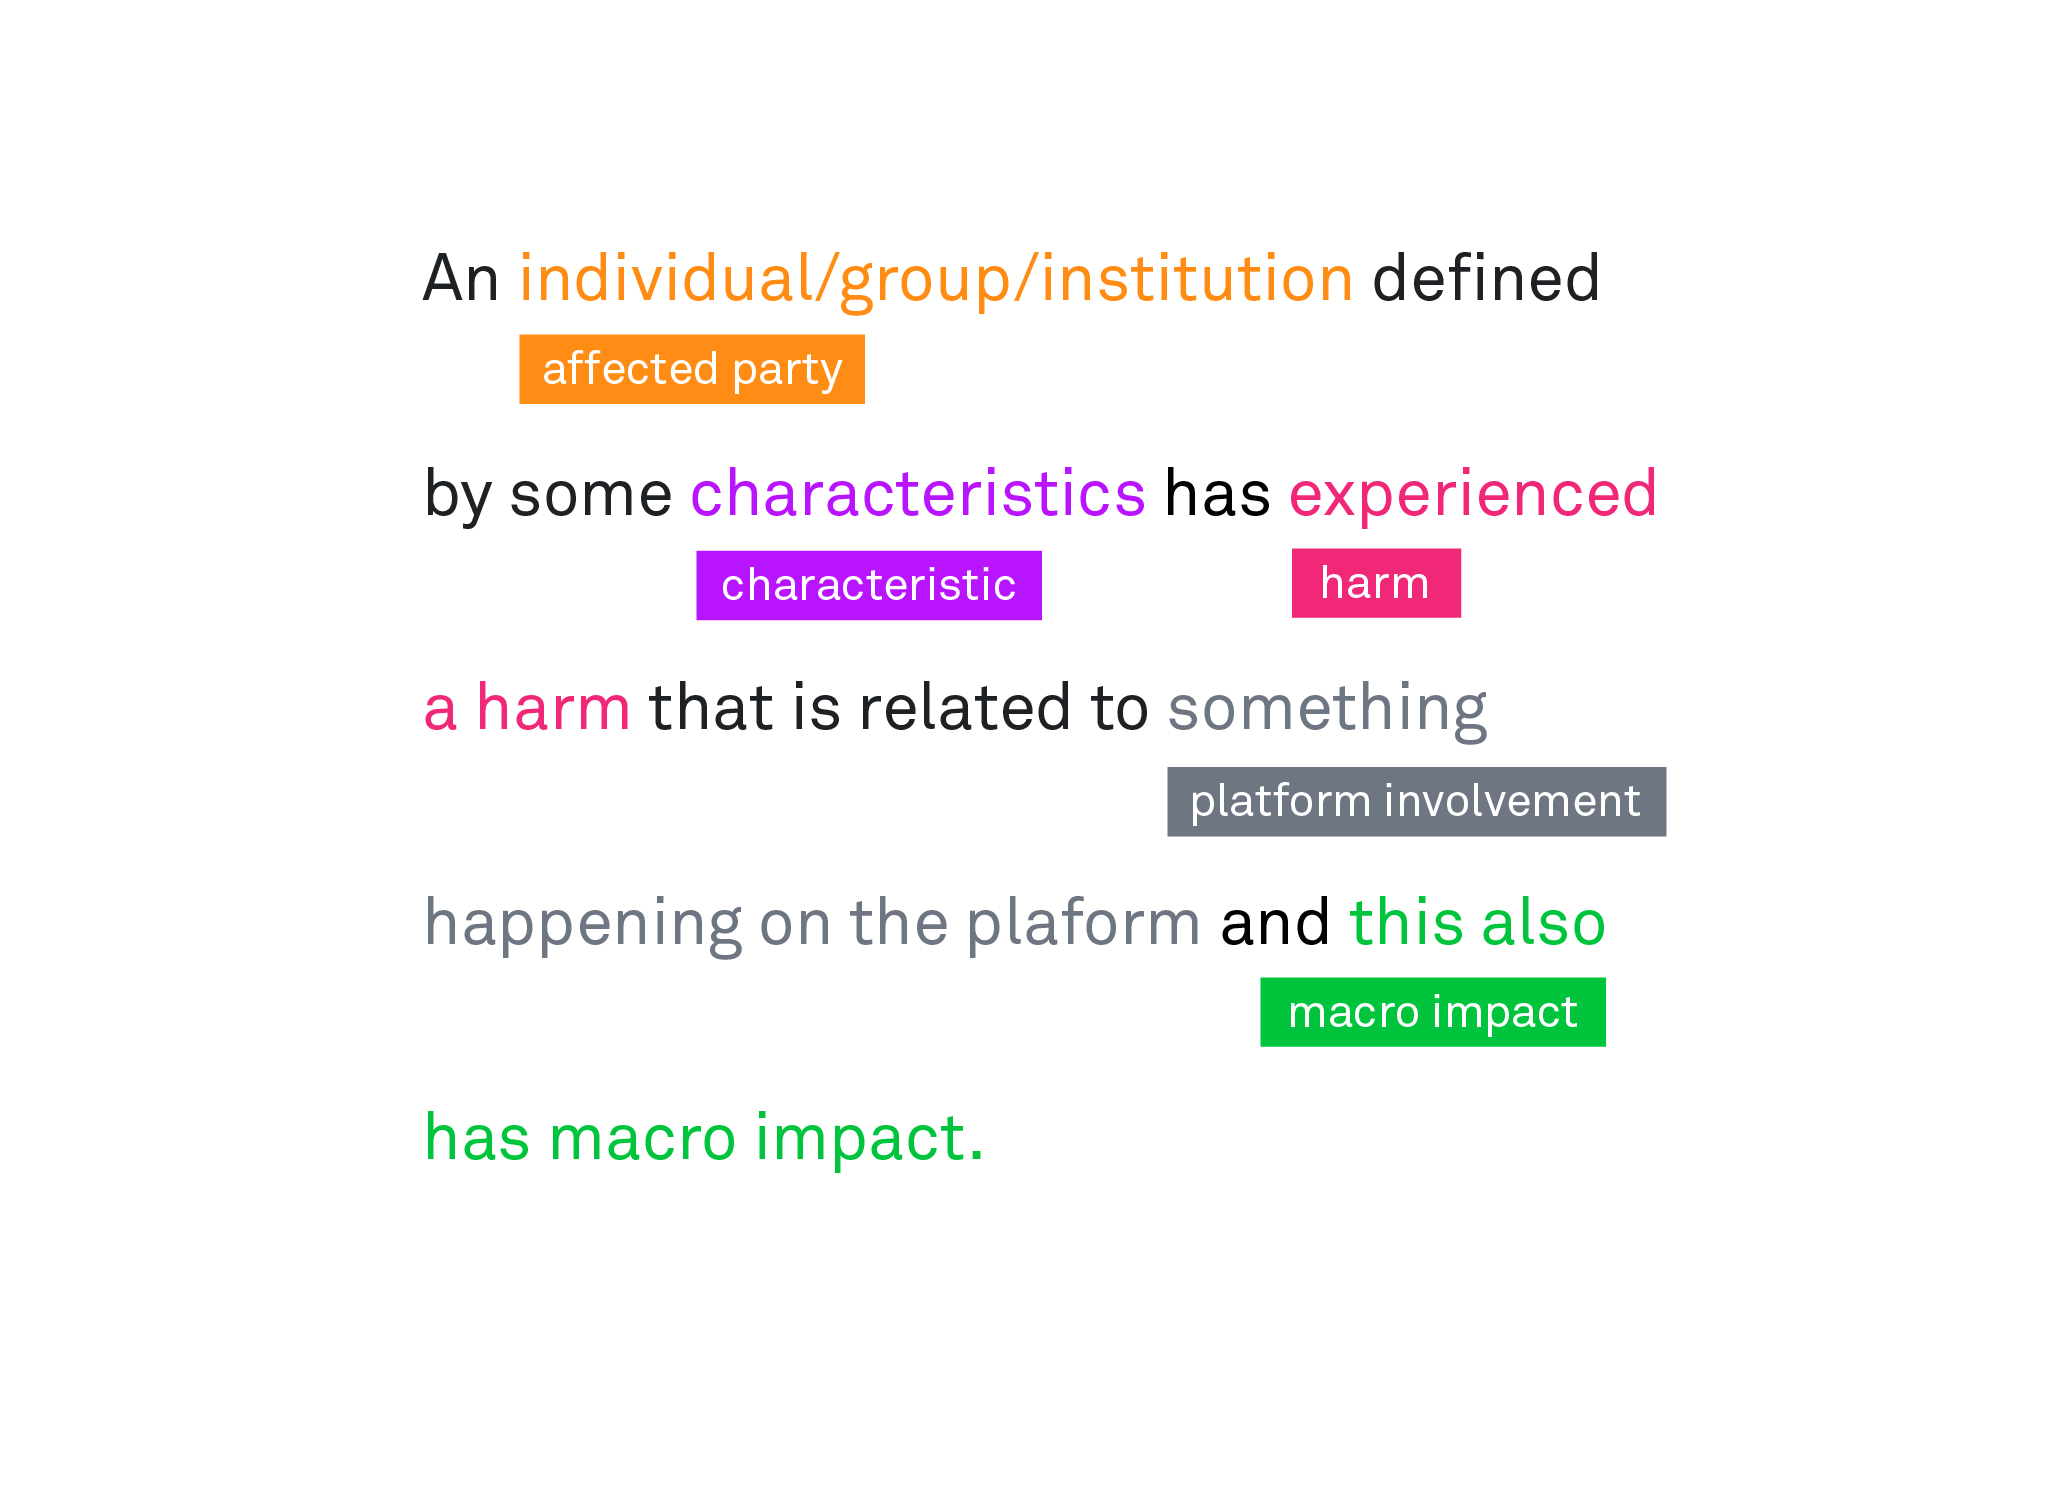 An individual/group/institution defined
affected party
by some characteristics has experienced
characteristic harm
a harm that is related to something
platform involvement
happening on the plaform and this also
macro impact
has macro impact.